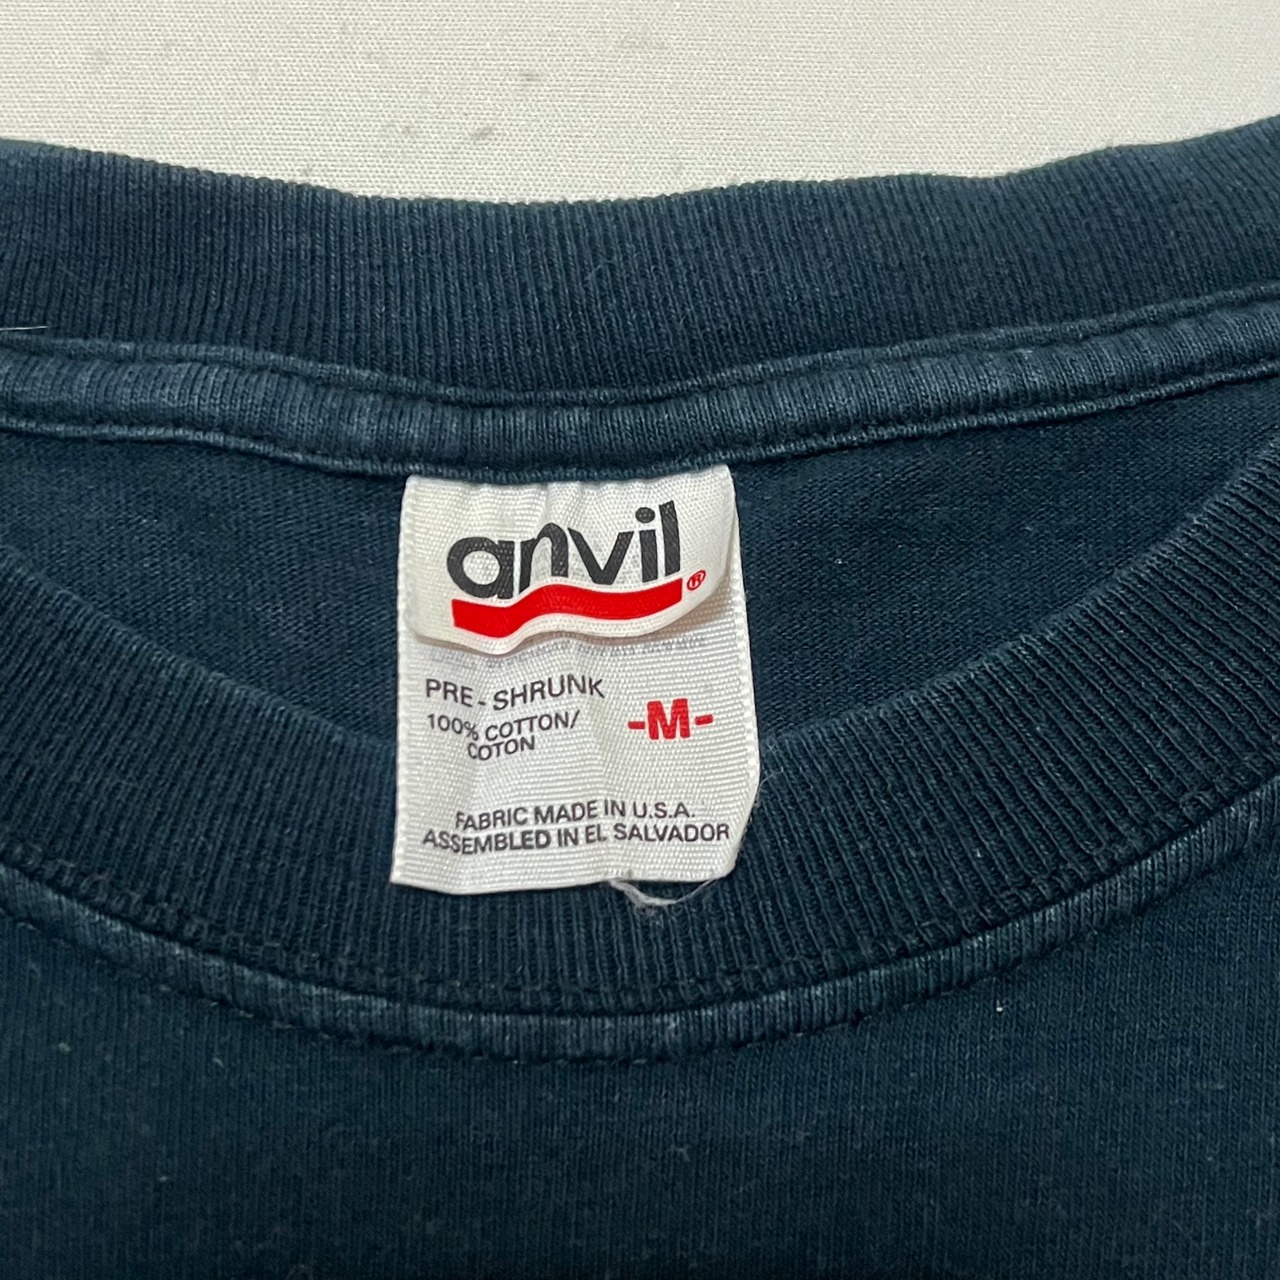 anvil®
PRE-SHRUNK
100% COTTON/
COTON
-M-
FABRIC MADE IN U.S.A.
ASSEMBLED IN EL SALVADOR